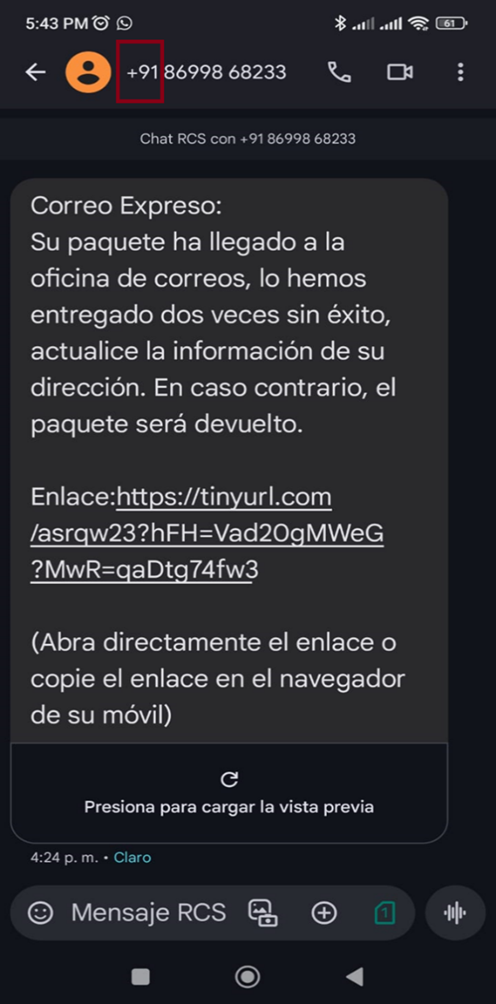 5:43 PM
61
+91 86998 68233
Chat RCS con +91 86998 68233
Correo Expreso:
Su paquete ha llegado a la
oficina de correos, lo hemos
entregado dos veces sin éxito,
actualice la información de su
dirección. En caso contrario, el
paquete será devuelto.
Enlace:https://tinyurl.com
/asrqw23?hFH=Vad2OgMWeG
?MwR=qaDtg74fw3
(Abra directamente el enlace o
copie el enlace en el navegador
de su móvil)
Presiona para cargar la vista previa
4:24 p. m. • Claro
Mensaje RCS
1